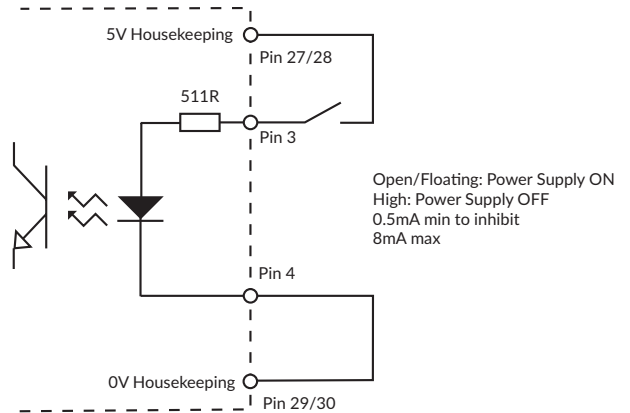 5V Housekeeping
Pin 27/28
511R
Pin 3
Open/Floating: Power Supply ON
High: Power Supply OFF
0.5mA min to inhibit
8mA max
Pin 4
0V Housekeeping
Pin 29/30